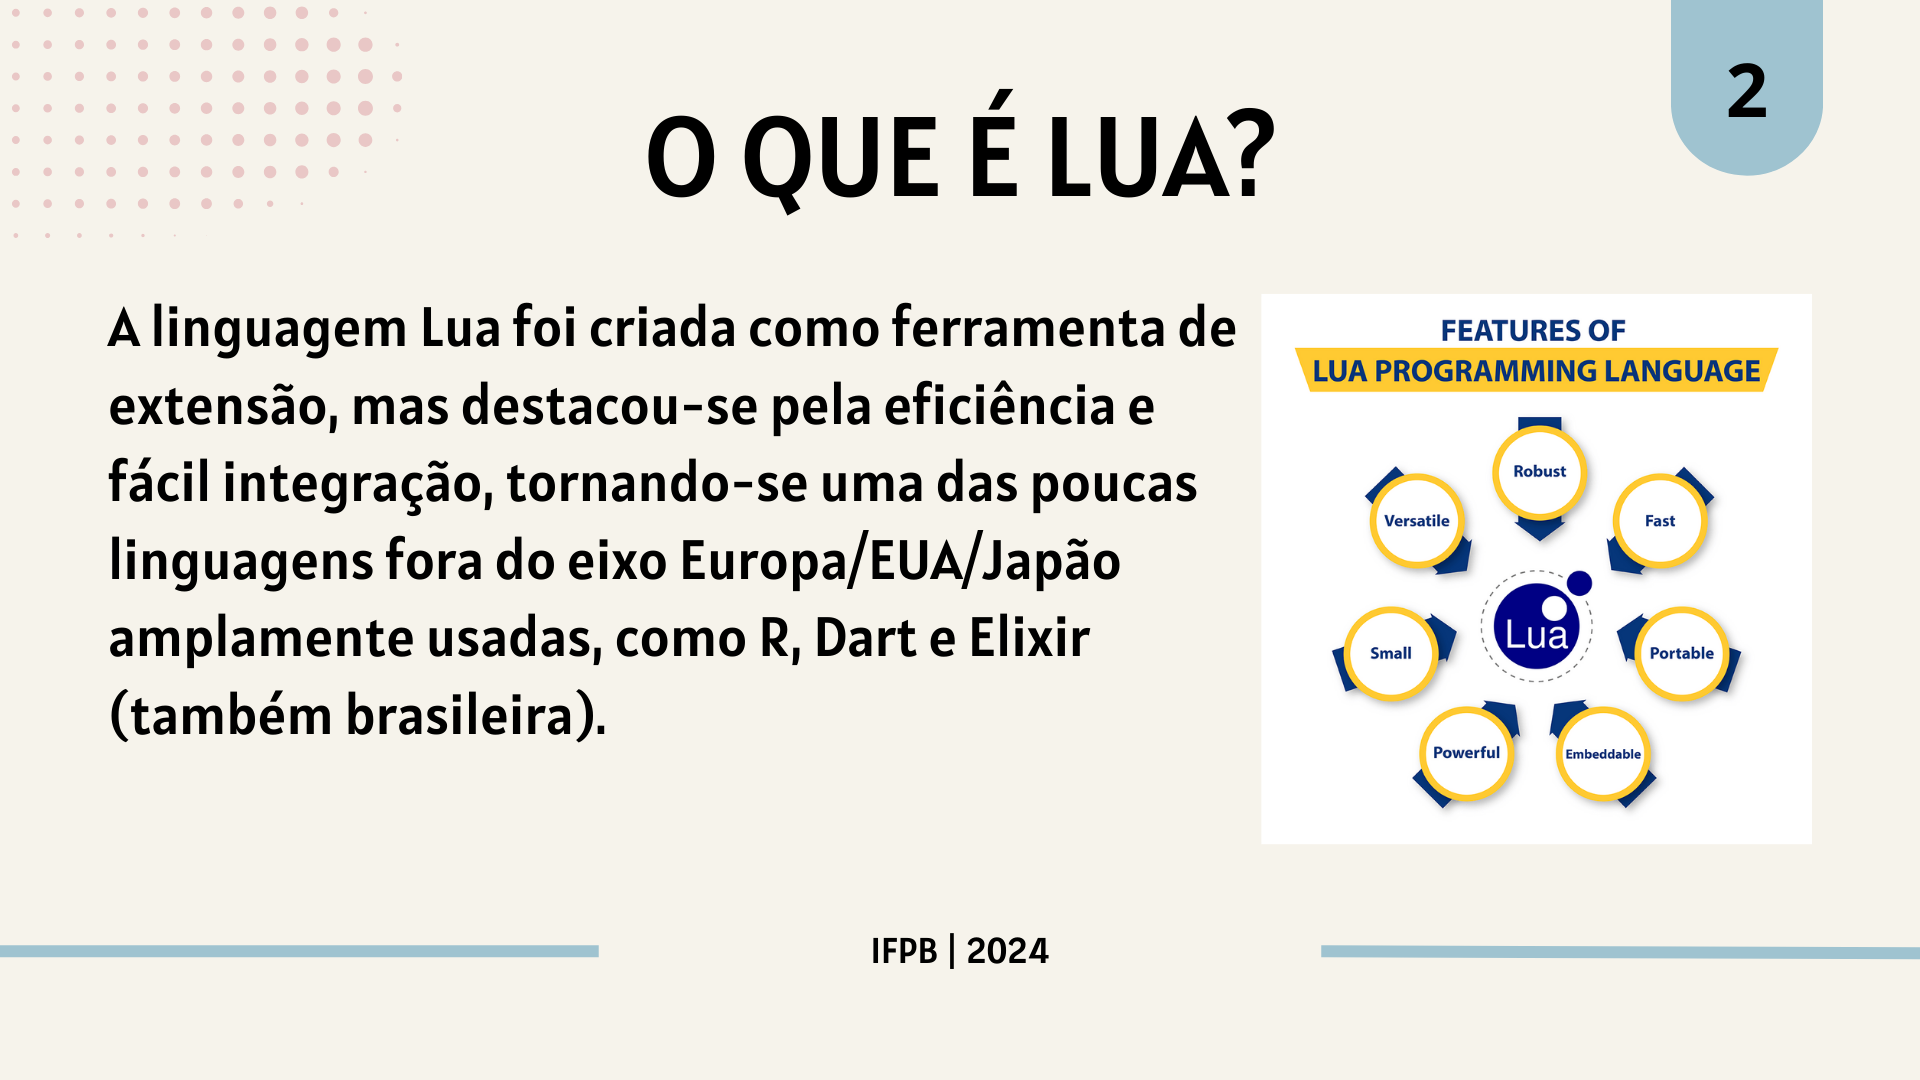 2
O QUE É LUA?
A linguagem Lua foi criada como ferramenta de
extensão, mas destacou-se pela eficiência e
fácil integração, tornando-se uma das poucas
linguagens fora do eixo Europa/EUA/Japão
amplamente usadas, como R, Dart e Elixir
(também brasileira).
FEATURES OF
LUA PROGRAMMING LANGUAGE
Robust
Versatile
Fast
Lua
Small
Portable
Powerful
Embeddable
IFPB | 2024